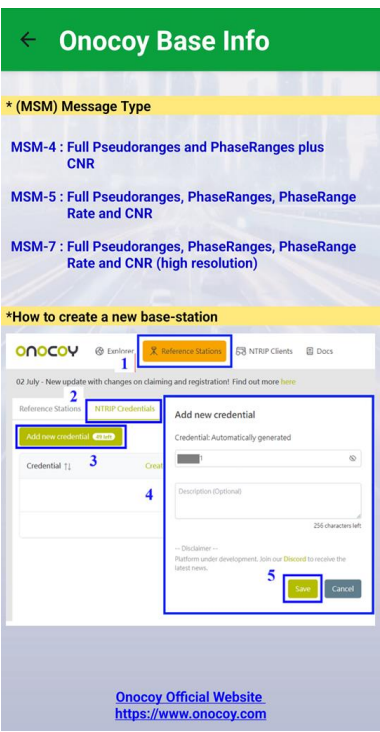 Onocoy Base Info
* (MSM) Message Type
MSM-4 : Full Pseudoranges and PhaseRanges plus
CNR
MSM-5 : Full Pseudoranges, PhaseRanges, PhaseRange
Rate and CNR
MSM-7 : Full Pseudoranges, PhaseRanges, PhaseRange
Rate and CNR (high resolution)
*How to create a new base-station
onocoy Explorer Reference Stations NTRIP Clients Docs
1
02 July - New update with changes on claiming and registration! Find out more here
2
Reference Stations NTRIP Credentials
Add new credential
3
Credential ↑↓ Creat
4
Add new credential
Credential: Automatically generated
1
Description (Optional)
256 characters left
--- Disclaimer ---
Platform under development. Join our Discord to receive the
latest news.
5
Save Cancel
Onocoy Official Website
https://www.onocoy.com